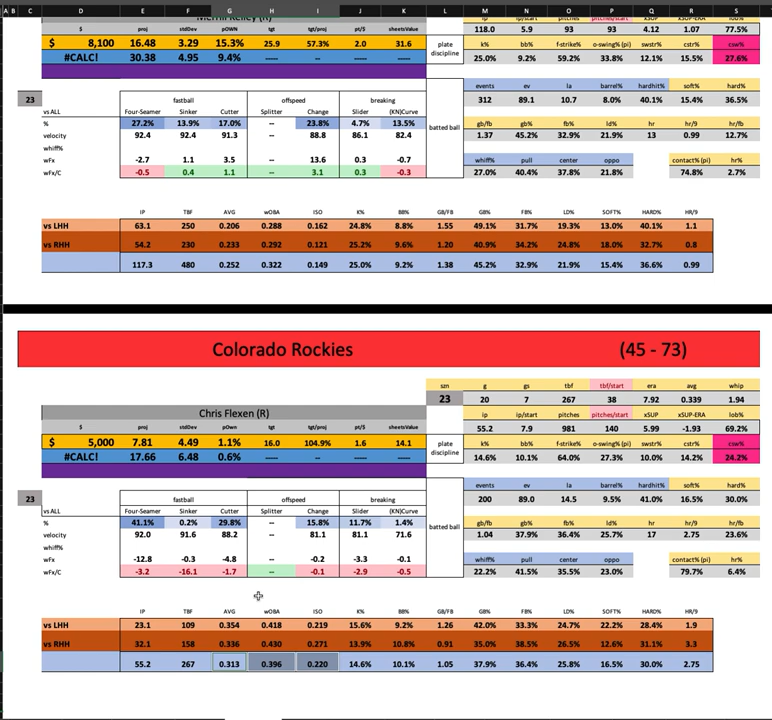 A B C D E F G H I J K L M N O P Q R S
Merrill Kelley (R) ip ip/start pitches pitches/start xSUP xSUP-ERA lob%
$ proj stdDev pOWN tgt tgt/proj pt/$ sheetsValue 118.0 5.9 93 93 4.12 1.07 77.5%
$ 8,100 16.48 3.29 15.3% 25.9 57.3% 2.0 31.6 plate discipline k% bb% f-strike% o-swing% (pi) swstr% cstr% csw%
#CALC! 30.38 4.95 9.4% ----- -- ----- ----- 25.0% 9.2% 59.2% 33.8% 12.1% 15.5% 27.6%
events ev la barrel% hardhit% soft% hard%
23 fastball offspeed breaking 312 89.1 10.7 8.0% 40.1% 15.4% 36.5%
vs ALL Four-Seamer Sinker Cutter Splitter Change Slider (KN)Curve
% 27.2% 13.9% 17.0% -- 23.8% 4.7% 13.5% batted ball gb/fb gb% fb% ld% hr hr/9 hr/fb
velocity 92.4 92.4 91.3 -- 88.8 86.1 82.4 1.37 45.2% 32.9% 21.9% 13 0.99 12.7%
whiff%
wFx -2.7 1.1 3.5 13.6 0.3 -0.7 whiff% pull center oppo contact% (pi) hr%
wFx/C -0.5 0.4 1.1 -- 3.1 0.3 -0.3 27.0% 40.4% 37.8% 21.8% 74.8% 2.7%
IP TBF AVG wOBA ISO K% BB% GB/FB GB% FB% LD% SOFT% HARD% HR/9
vs LHH 63.1 250 0.206 0.288 0.162 24.8% 8.8% 1.55 49.1% 31.7% 19.3% 13.0% 40.1% 1.1
vs RHH 54.2 230 0.233 0.292 0.121 25.2% 9.6% 1.20 40.9% 34.2% 24.8% 18.0% 32.7% 0.8
117.3 480 0.252 0.322 0.149 25.0% 9.2% 1.38 45.2% 32.9% 21.9% 15.4% 36.6% 0.99
Colorado Rockies (45 - 73)
szn g gs tbf tbf/start era avg whip
23 20 7 267 38 7.92 0.339 1.94
Chris Flexen (R) ip ip/start pitches pitches/start xSUP xSUP-ERA lob%
$ proj stdDev pOwn tgt tgt/proj pt/$ sheetsValue 55.2 7.9 981 140 5.99 -1.93 69.2%
$ 5,000 7.81 4.49 1.1% 16.0 104.9% 1.6 14.1 plate discipline k% bb% f-strike% o-swing% (pi) swstr% cstr% csw%
#CALC! 17.66 6.48 0.6% ----- -- ----- ----- 14.6% 10.1% 64.0% 27.3% 10.0% 14.2% 24.2%
events ev la barrel% hardhit% soft% hard%
23 fastball offspeed breaking 200 89.0 14.5 9.5% 41.0% 16.5% 30.0%
vs ALL Four-Seamer Sinker Cutter Splitter Change Slider (KN)Curve
% 41.1% 0.2% 29.8% -- 15.8% 11.7% 1.4% batted ball gb/fb gb% fb% ld% hr hr/9 hr/fb
velocity 92.0 91.6 88.2 -- 81.1 81.1 71.6 1.04 37.9% 36.4% 25.7% 17 2.75 23.6%
whiff%
wFx -12.8 -0.3 -4.8 -- -0.2 -3.3 -0.1 whiff% pull center oppo contact% (pi) hr%
wFx/C -3.2 -16.1 -1.7 -- -0.1 -2.9 -0.5 22.2% 41.5% 35.5% 23.0% 79.7% 6.4%
IP TBF AVG wOBA ISO K% BB% GB/FB GB% FB% LD% SOFT% HARD% HR/9
vs LHH 23.1 109 0.354 0.418 0.219 15.6% 9.2% 1.26 42.0% 33.3% 24.7% 22.2% 28.4% 1.9
vs RHH 32.1 158 0.336 0.430 0.271 13.9% 10.8% 0.91 35.0% 38.5% 26.5% 12.6% 31.1% 3.3
55.2 267 0.313 0.396 0.220 14.6% 10.1% 1.05 37.9% 36.4% 25.8% 16.5% 30.0% 2.75